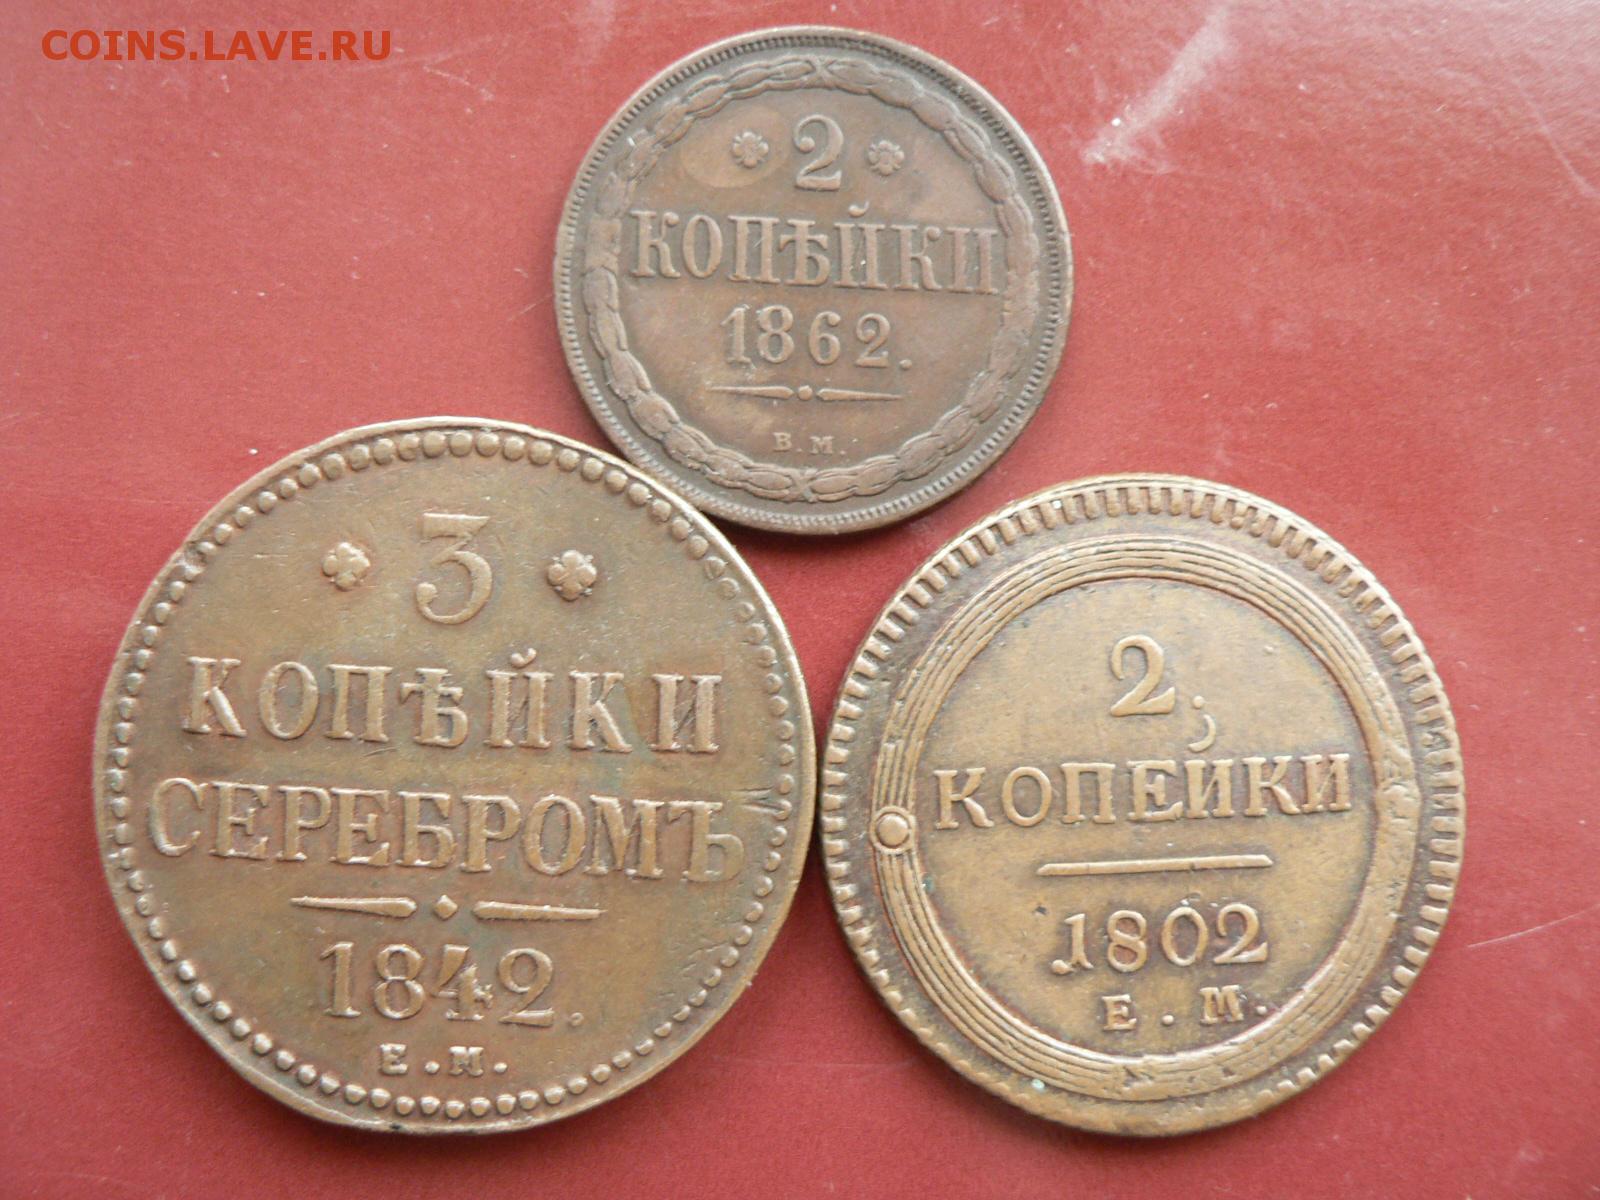 COINS.LAVE.RU
2
КОПѢЙКИ
1862.
В.М.
3
КОПѢЙКИ
СЕРЕБРОМЪ
1842.
Е.М.
2
КОПЕИКИ
1802
Е.М.